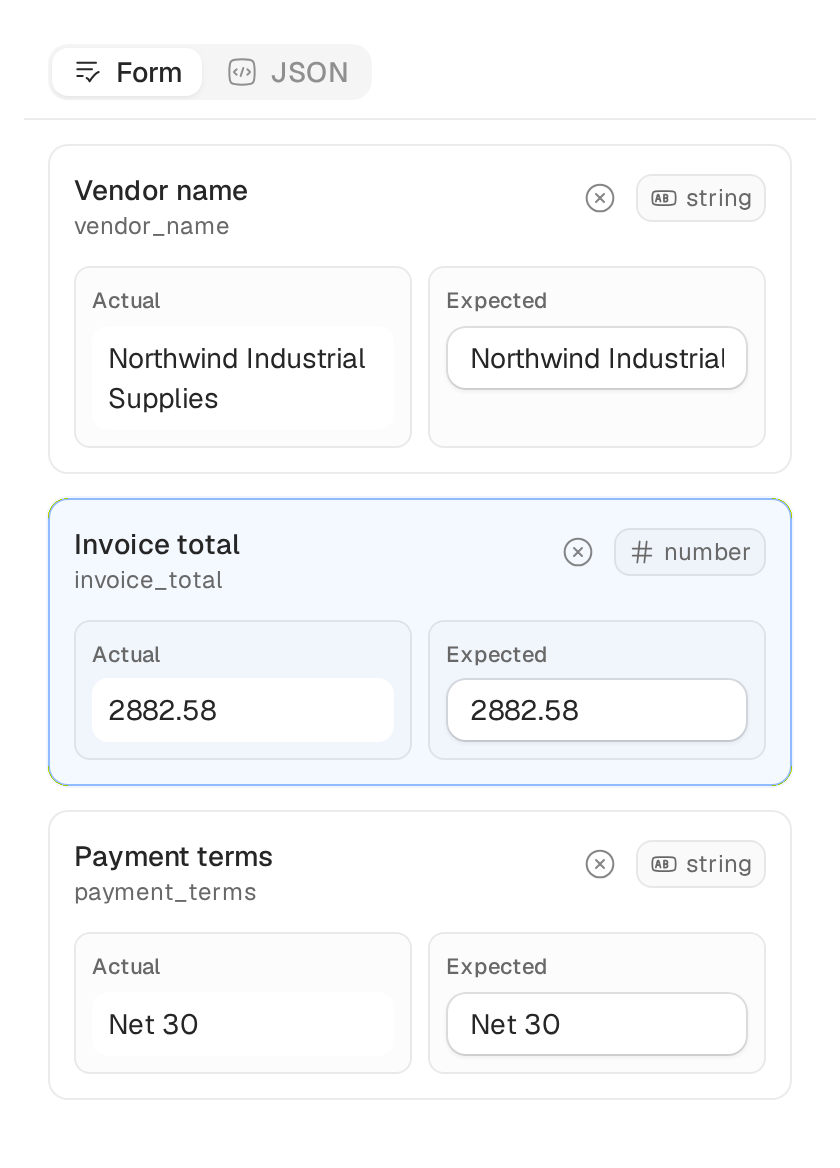 Form
JSON
Vendor name
vendor_name
string
Actual
Expected
Northwind Industrial
Supplies
Northwind Industrial
Invoice total
invoice_total
number
Actual
Expected
2882.58
2882.58
Payment terms
payment_terms
string
Actual
Expected
Net 30
Net 30